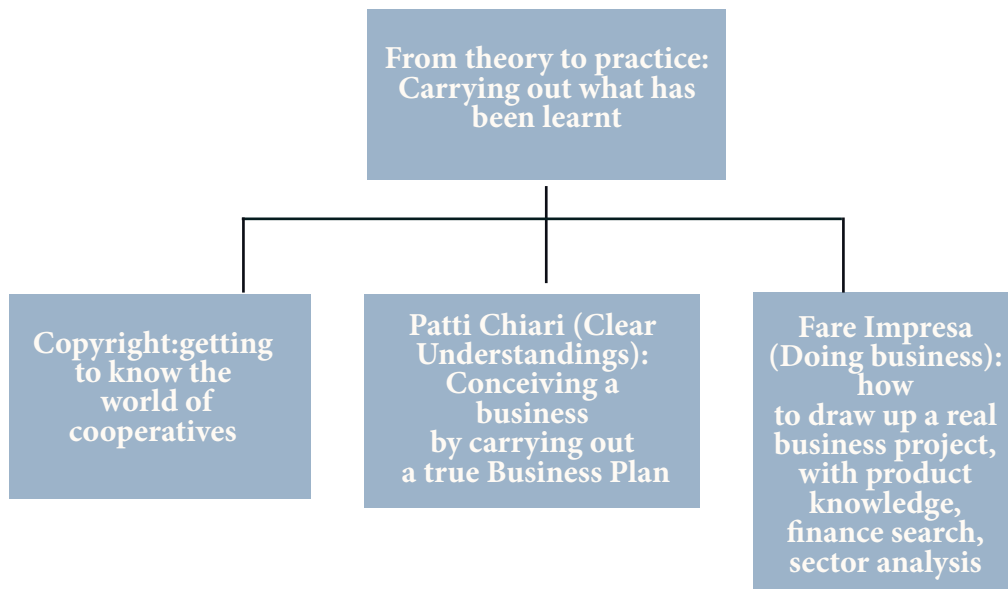 From theory to practice:
Carrying out what has
been learnt
Copyright:getting
to know the
world of
cooperatives
Patti Chiari (Clear
Understandings):
Conceiving a
business
by carrying out
a true Business Plan
Fare Impresa
(Doing business):
how
to draw up a real
business project,
with product
knowledge,
finance search,
sector analysis